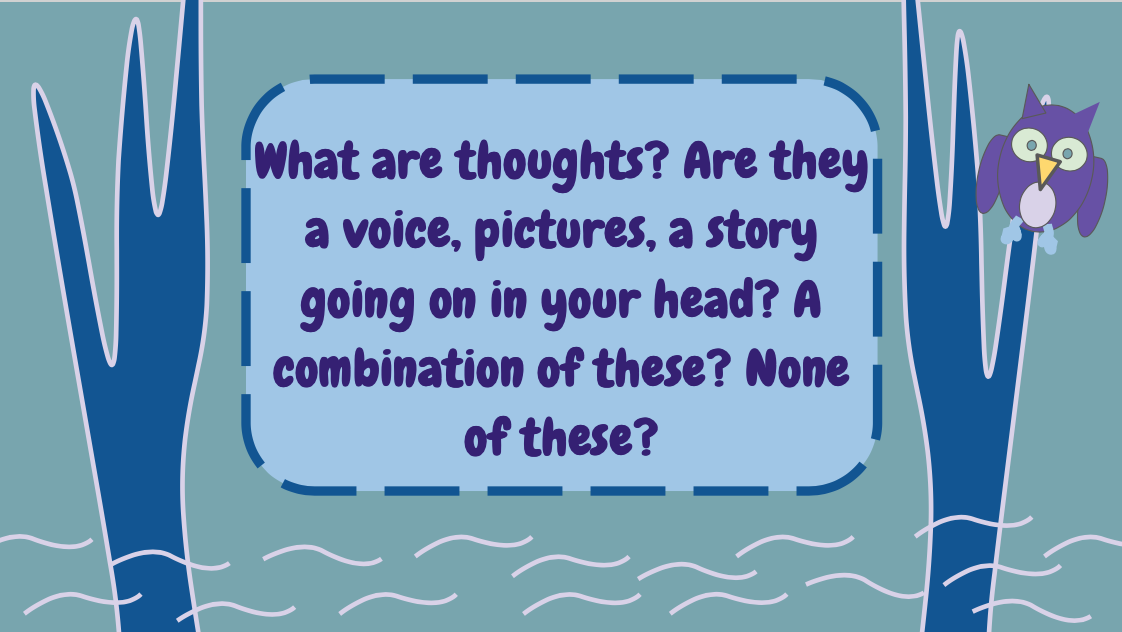 What are thoughts? Are they
a voice, pictures, a story
going on in your head? A
combination of these? None
of these?